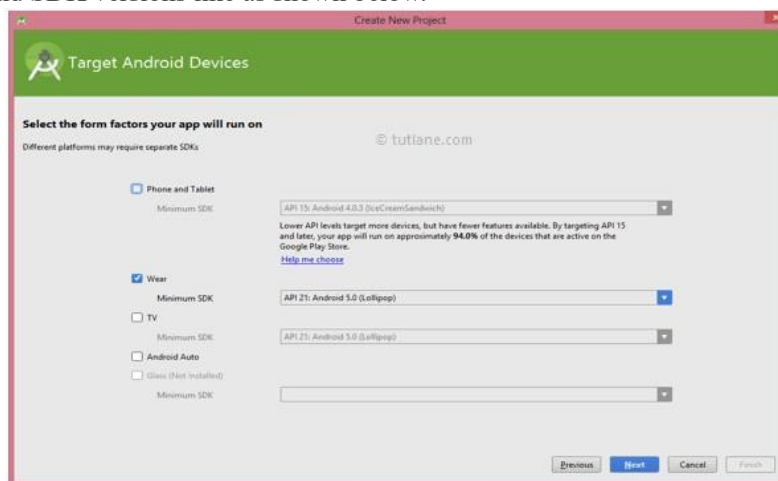 Create New Project
Target Android Devices
Select the form factors your app will run on
Different platforms may require separate SDKs
© tutlane.com
Phone and Tablet
Minimum SDK
API 15: Android 4.0.3 (IceCreamSandwich)
Lower API levels target more devices, but have fewer features available. By targeting API 15
and later, your app will run on approximately 94.0% of the devices that are active on the
Google Play Store.
Help me choose
Wear
Minimum SDK
API 21: Android 5.0 (Lollipop)
TV
Minimum SDK
API 21: Android 5.0 (Lollipop)
Android Auto
Glass (Not Installed)
Minimum SDK
Previous
Next
Cancel
Finish